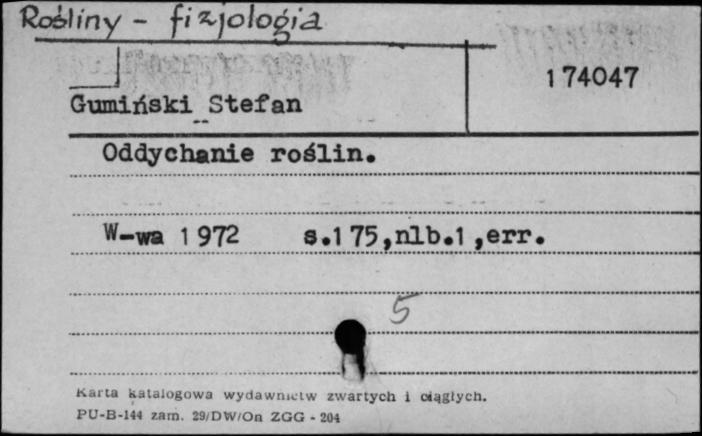 Rośliny - fizjologia
174047
Gumiński Stefan
Oddychanie roślin.
W-wa 1972 s.175,nlb.1,err.
5
Karta katalogowa wydawnictw zwartych i ciągłych.
PU-B-144 zam. 29/DW/On ZGG - 204